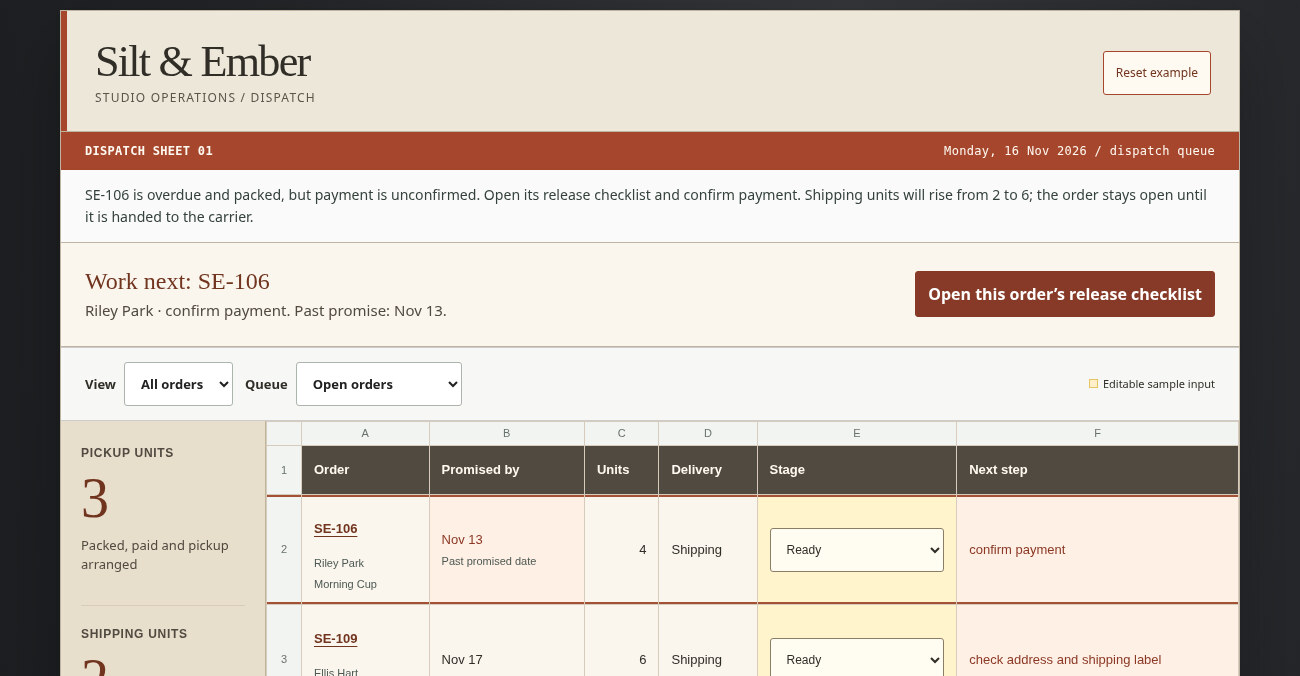 Silt & Ember
STUDIO OPERATIONS / DISPATCH
Reset example
DISPATCH SHEET 01
Monday, 16 Nov 2026 / dispatch queue
SE-106 is overdue and packed, but payment is unconfirmed. Open its release checklist and confirm payment. Shipping units will rise from 2 to 6; the order stays open until
it is handed to the carrier.
Work next: SE-106
Riley Park · confirm payment. Past promise: Nov 13.
Open this order’s release checklist
View All orders Queue Open orders
Editable sample input
PICKUP UNITS
3
Packed, paid and pickup
arranged
SHIPPING UNITS
2
A B C D E F
1 Order Promised by Units Delivery Stage Next step
2 SE-106 Riley Park Morning Cup Nov 13 Past promised date 4 Shipping Ready confirm payment
3 SE-109 Ellis Hart Nov 17 6 Shipping Ready check address and shipping label